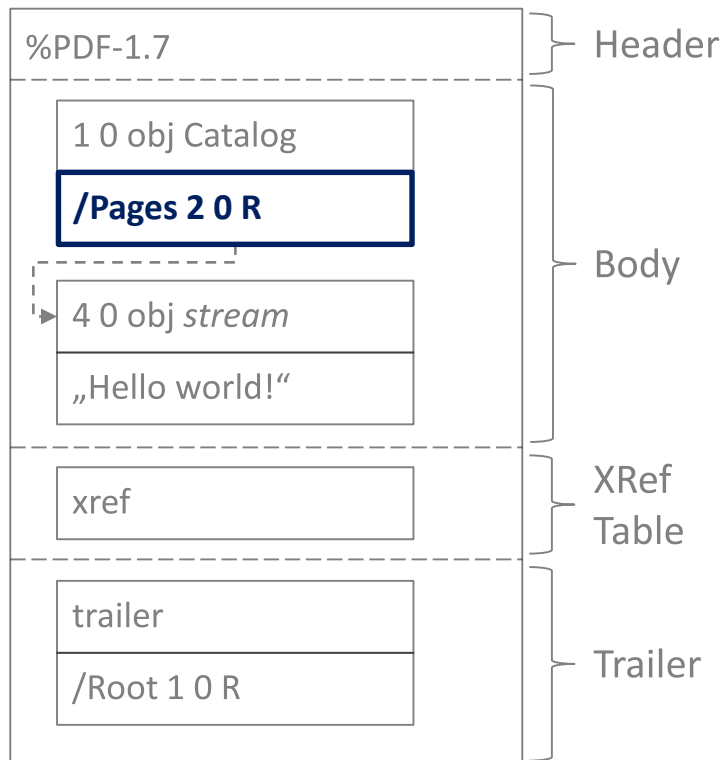 %PDF-1.7
Header
1 0 obj Catalog
/Pages 2 0 R
Body
4 0 obj stream
„Hello world!“
xref
XRef
Table
trailer
/Root 1 0 R
Trailer